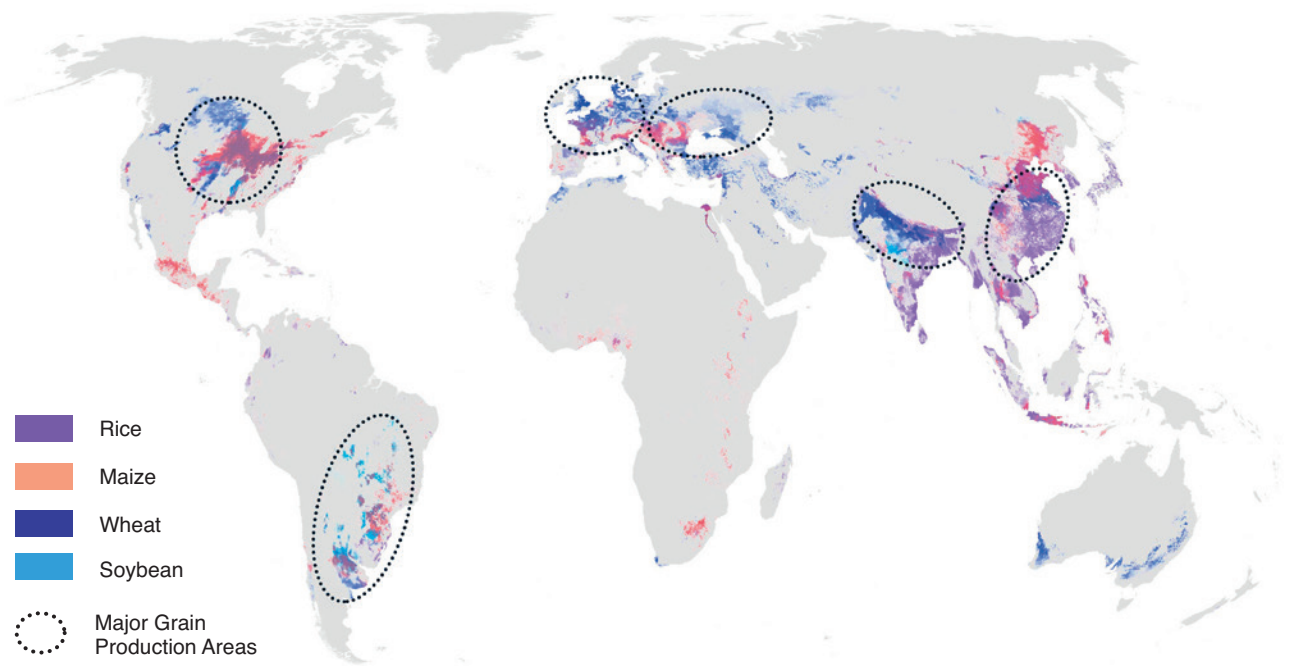 Rice
Maize
Wheat
Soybean
Major Grain
Production Areas